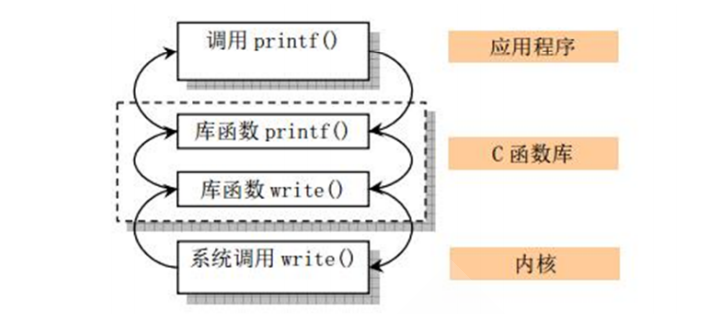 调用 printf()
应用程序
库函数 printf()
C 函数库
库函数 write()
系统调用 write()
内核